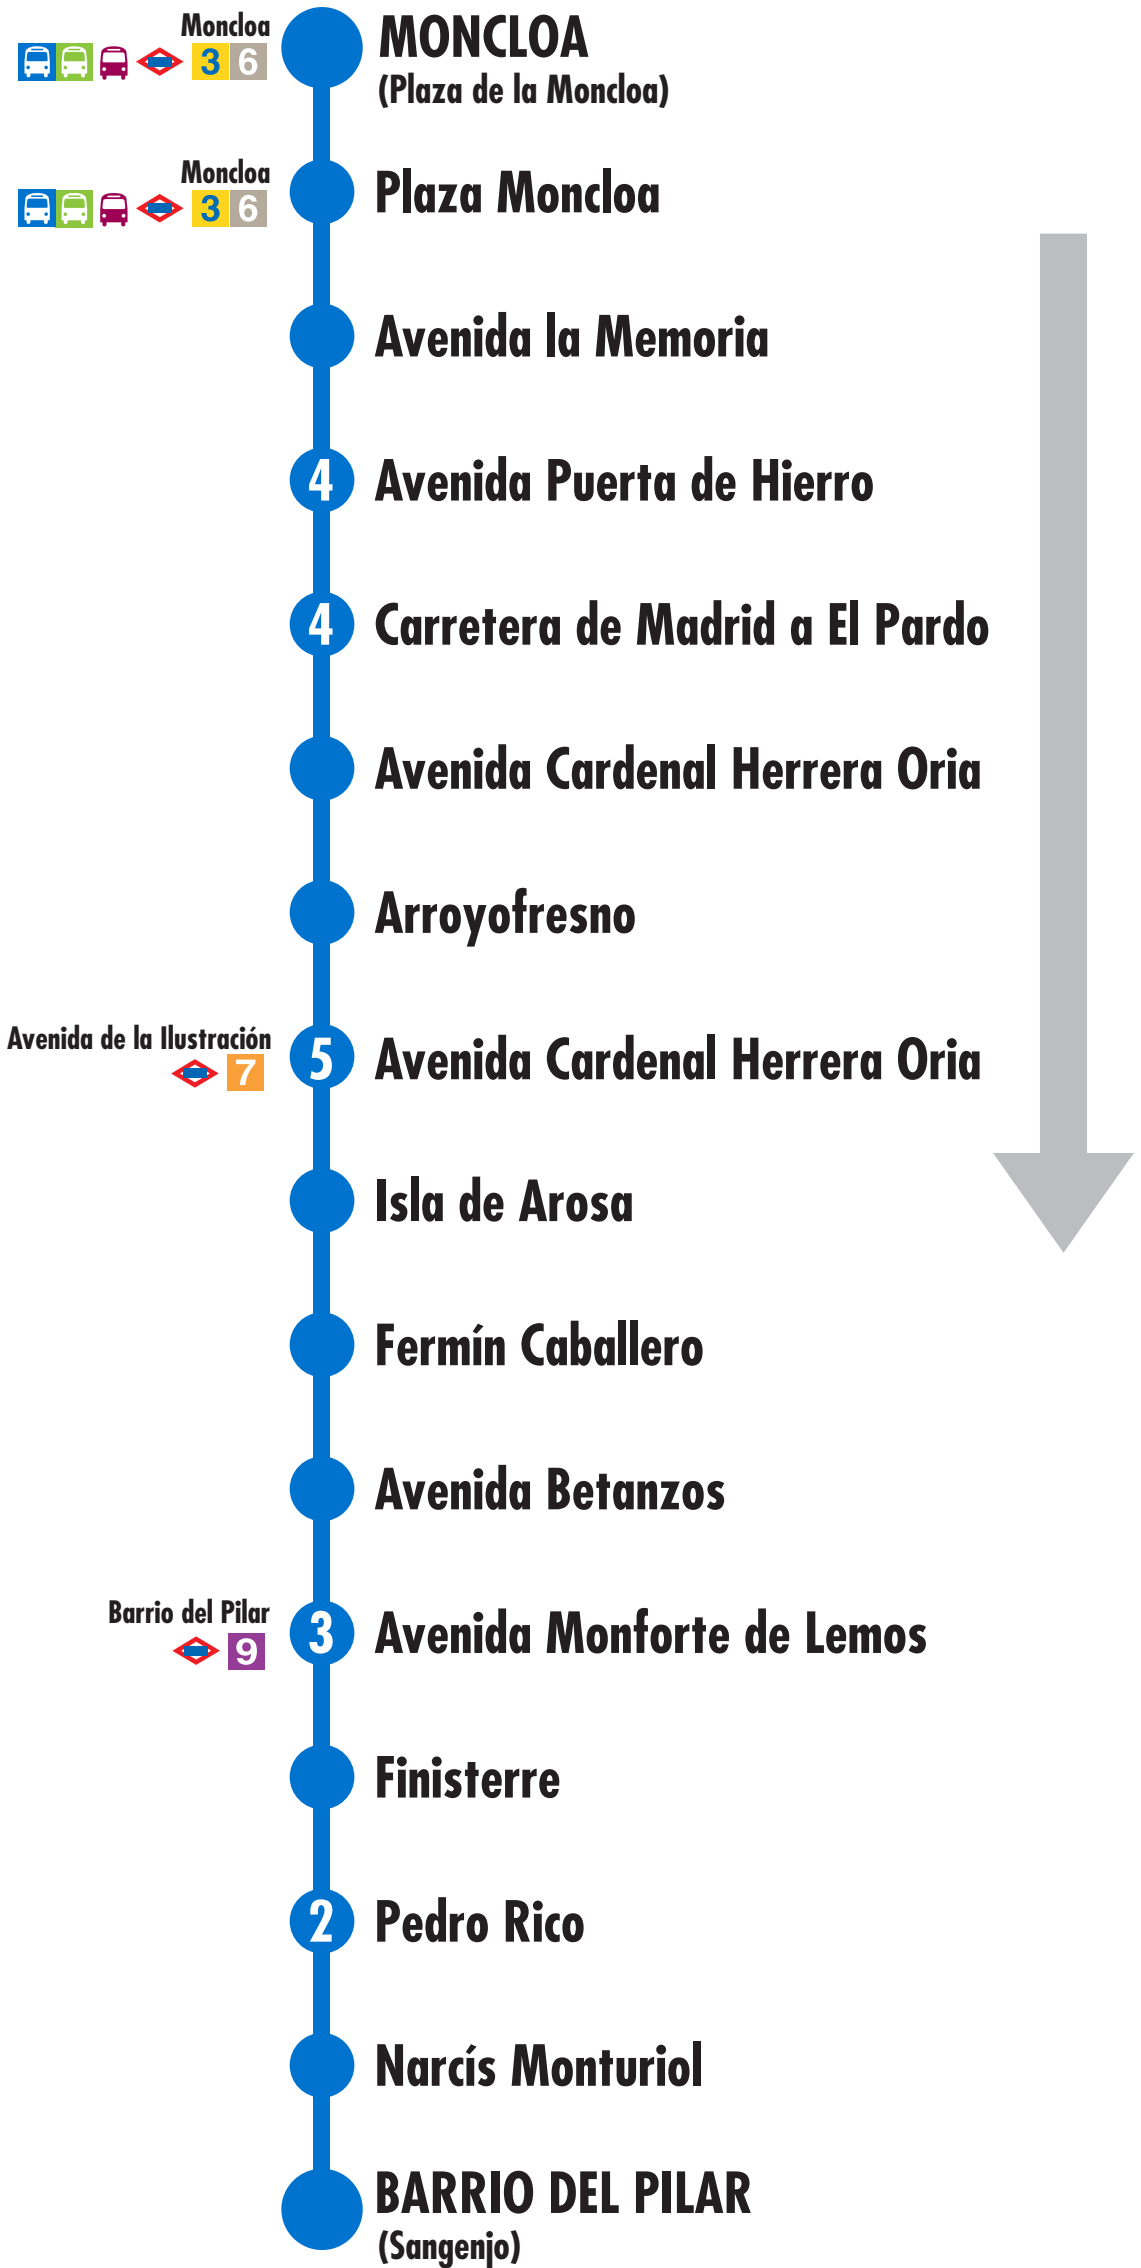 Moncloa
3 6
MONCLOA
(Plaza de la Moncloa)
Moncloa
3 6
Plaza Moncloa
Avenida la Memoria
4 Avenida Puerta de Hierro
4 Carretera de Madrid a El Pardo
Avenida Cardenal Herrera Oria
Arroyofresno
Avenida de la Ilustración
7
5 Avenida Cardenal Herrera Oria
Isla de Arosa
Fermín Caballero
Avenida Betanzos
Barrio del Pilar
9
3 Avenida Monforte de Lemos
Finisterre
2 Pedro Rico
Narcís Monturiol
BARRIO DEL PILAR
(Sangenjo)